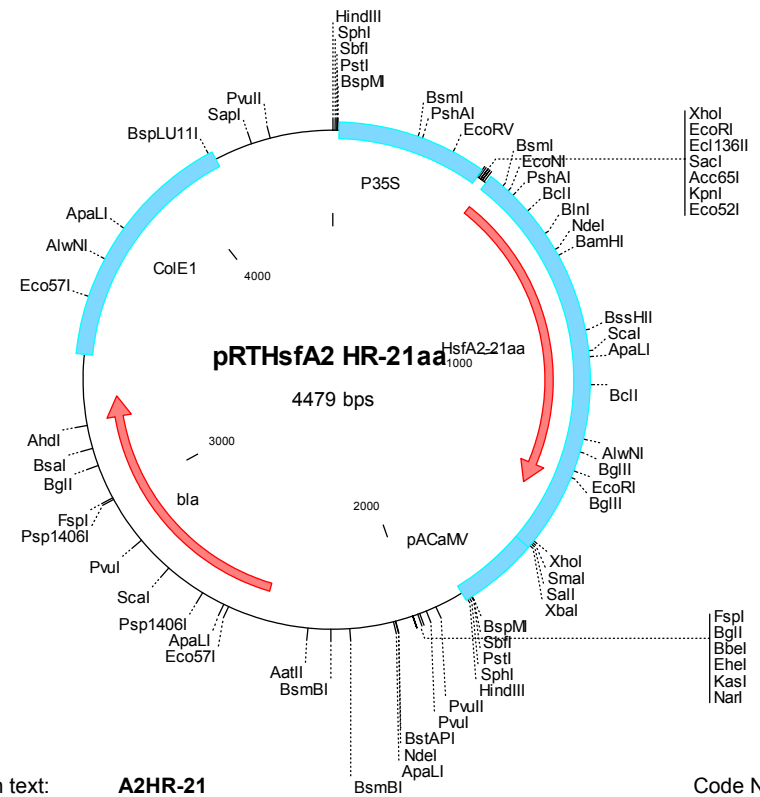 HindIII
SphI
SbfI
PstI
BspMI
BsmI
PshAI
EcoRV
BsmI
EcoNI
PshAI
BclI
BlnI
NdeI
BamHI
XhoI
EcoRI
Ecl136II
SacI
Acc65I
KpnI
Eco52I
BssHII
ScaI
ApaLI
BclI
AlwNI
BglII
EcoRI
BglII
XhoI
SmaI
SalI
XbaI
BspMI
SbfI
PstI
SphI
HindIII
FspI
BglI
BbeI
EheI
KasI
NarI
PvuII
PvuI
BstAPI
NdeI
ApaLI
BsmBI
BsmBI
AatII
Eco57I
ApaLI
Psp1406I
ScaI
PvuI
Psp1406I
FspI
BglI
BsaI
AhdI
Eco57I
AlwNI
ApaLI
BspLU11I
SapI
PvuII
P35S
ColE1
4000
pRTHsfA2 HR-21aa
HsfA2-21aa
1000
4479 bps
3000
bla
2000
pACaMV
n text: A2HR-21
Code N